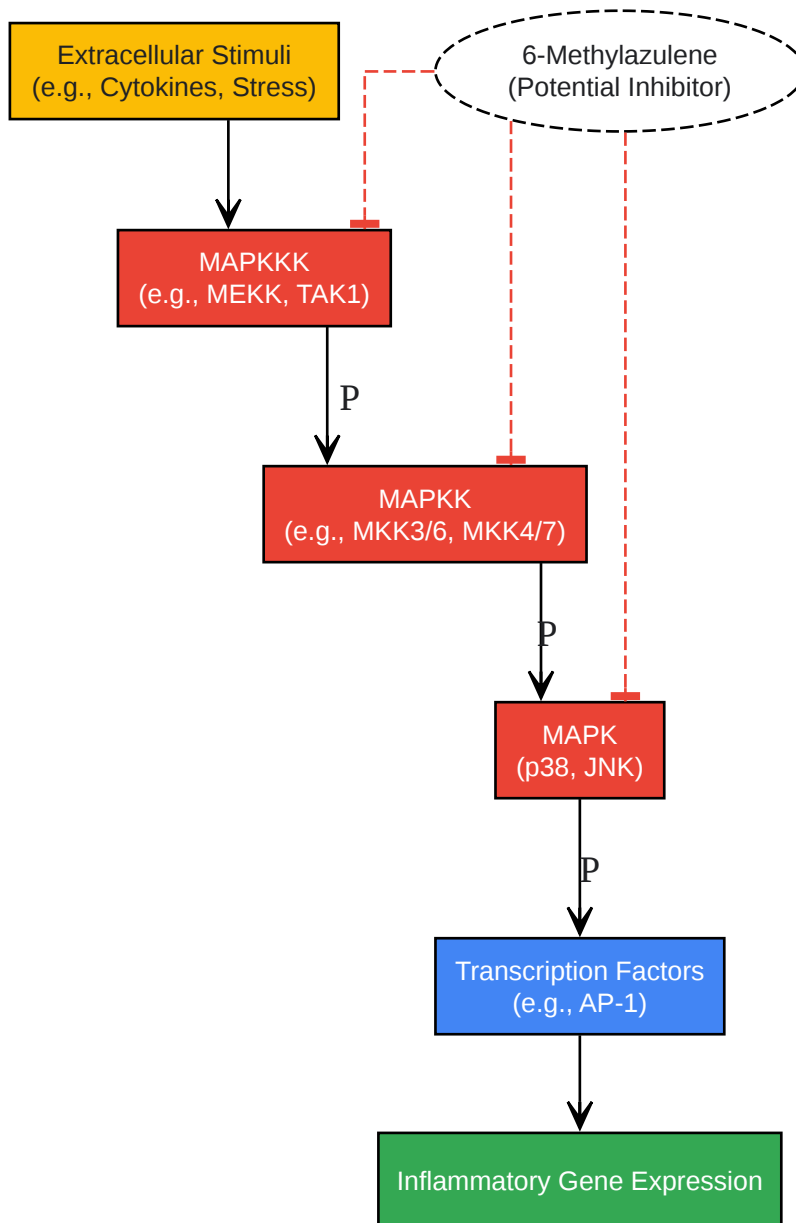 Extracellular Stimuli
(e.g., Cytokines, Stress)
6-Methylazulene
(Potential Inhibitor)
MAPKKK
(e.g., MEKK, TAK1)
P
MAPKK
(e.g., MKK3/6, MKK4/7)
P
MAPK
(p38, JNK)
P
Transcription Factors
(e.g., AP-1)
Inflammatory Gene Expression